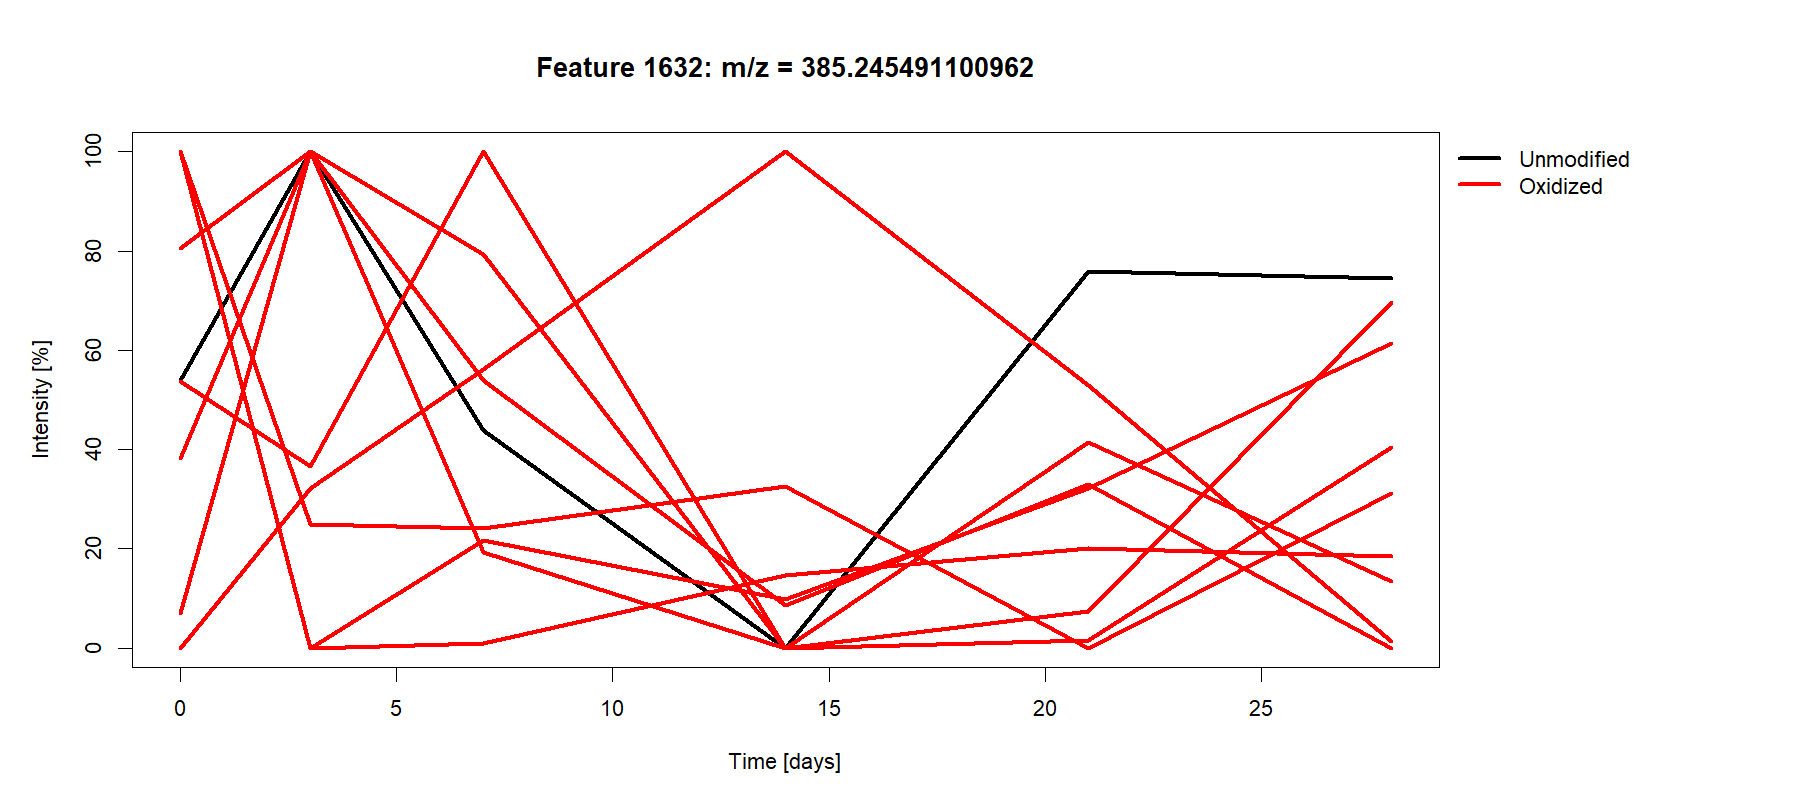 Feature 1632: m/z = 385.245491100962
Unmodified
Oxidized
Intensity [%]
100
80
60
40
20
0
0 5 10 15 20 25
Time [days]